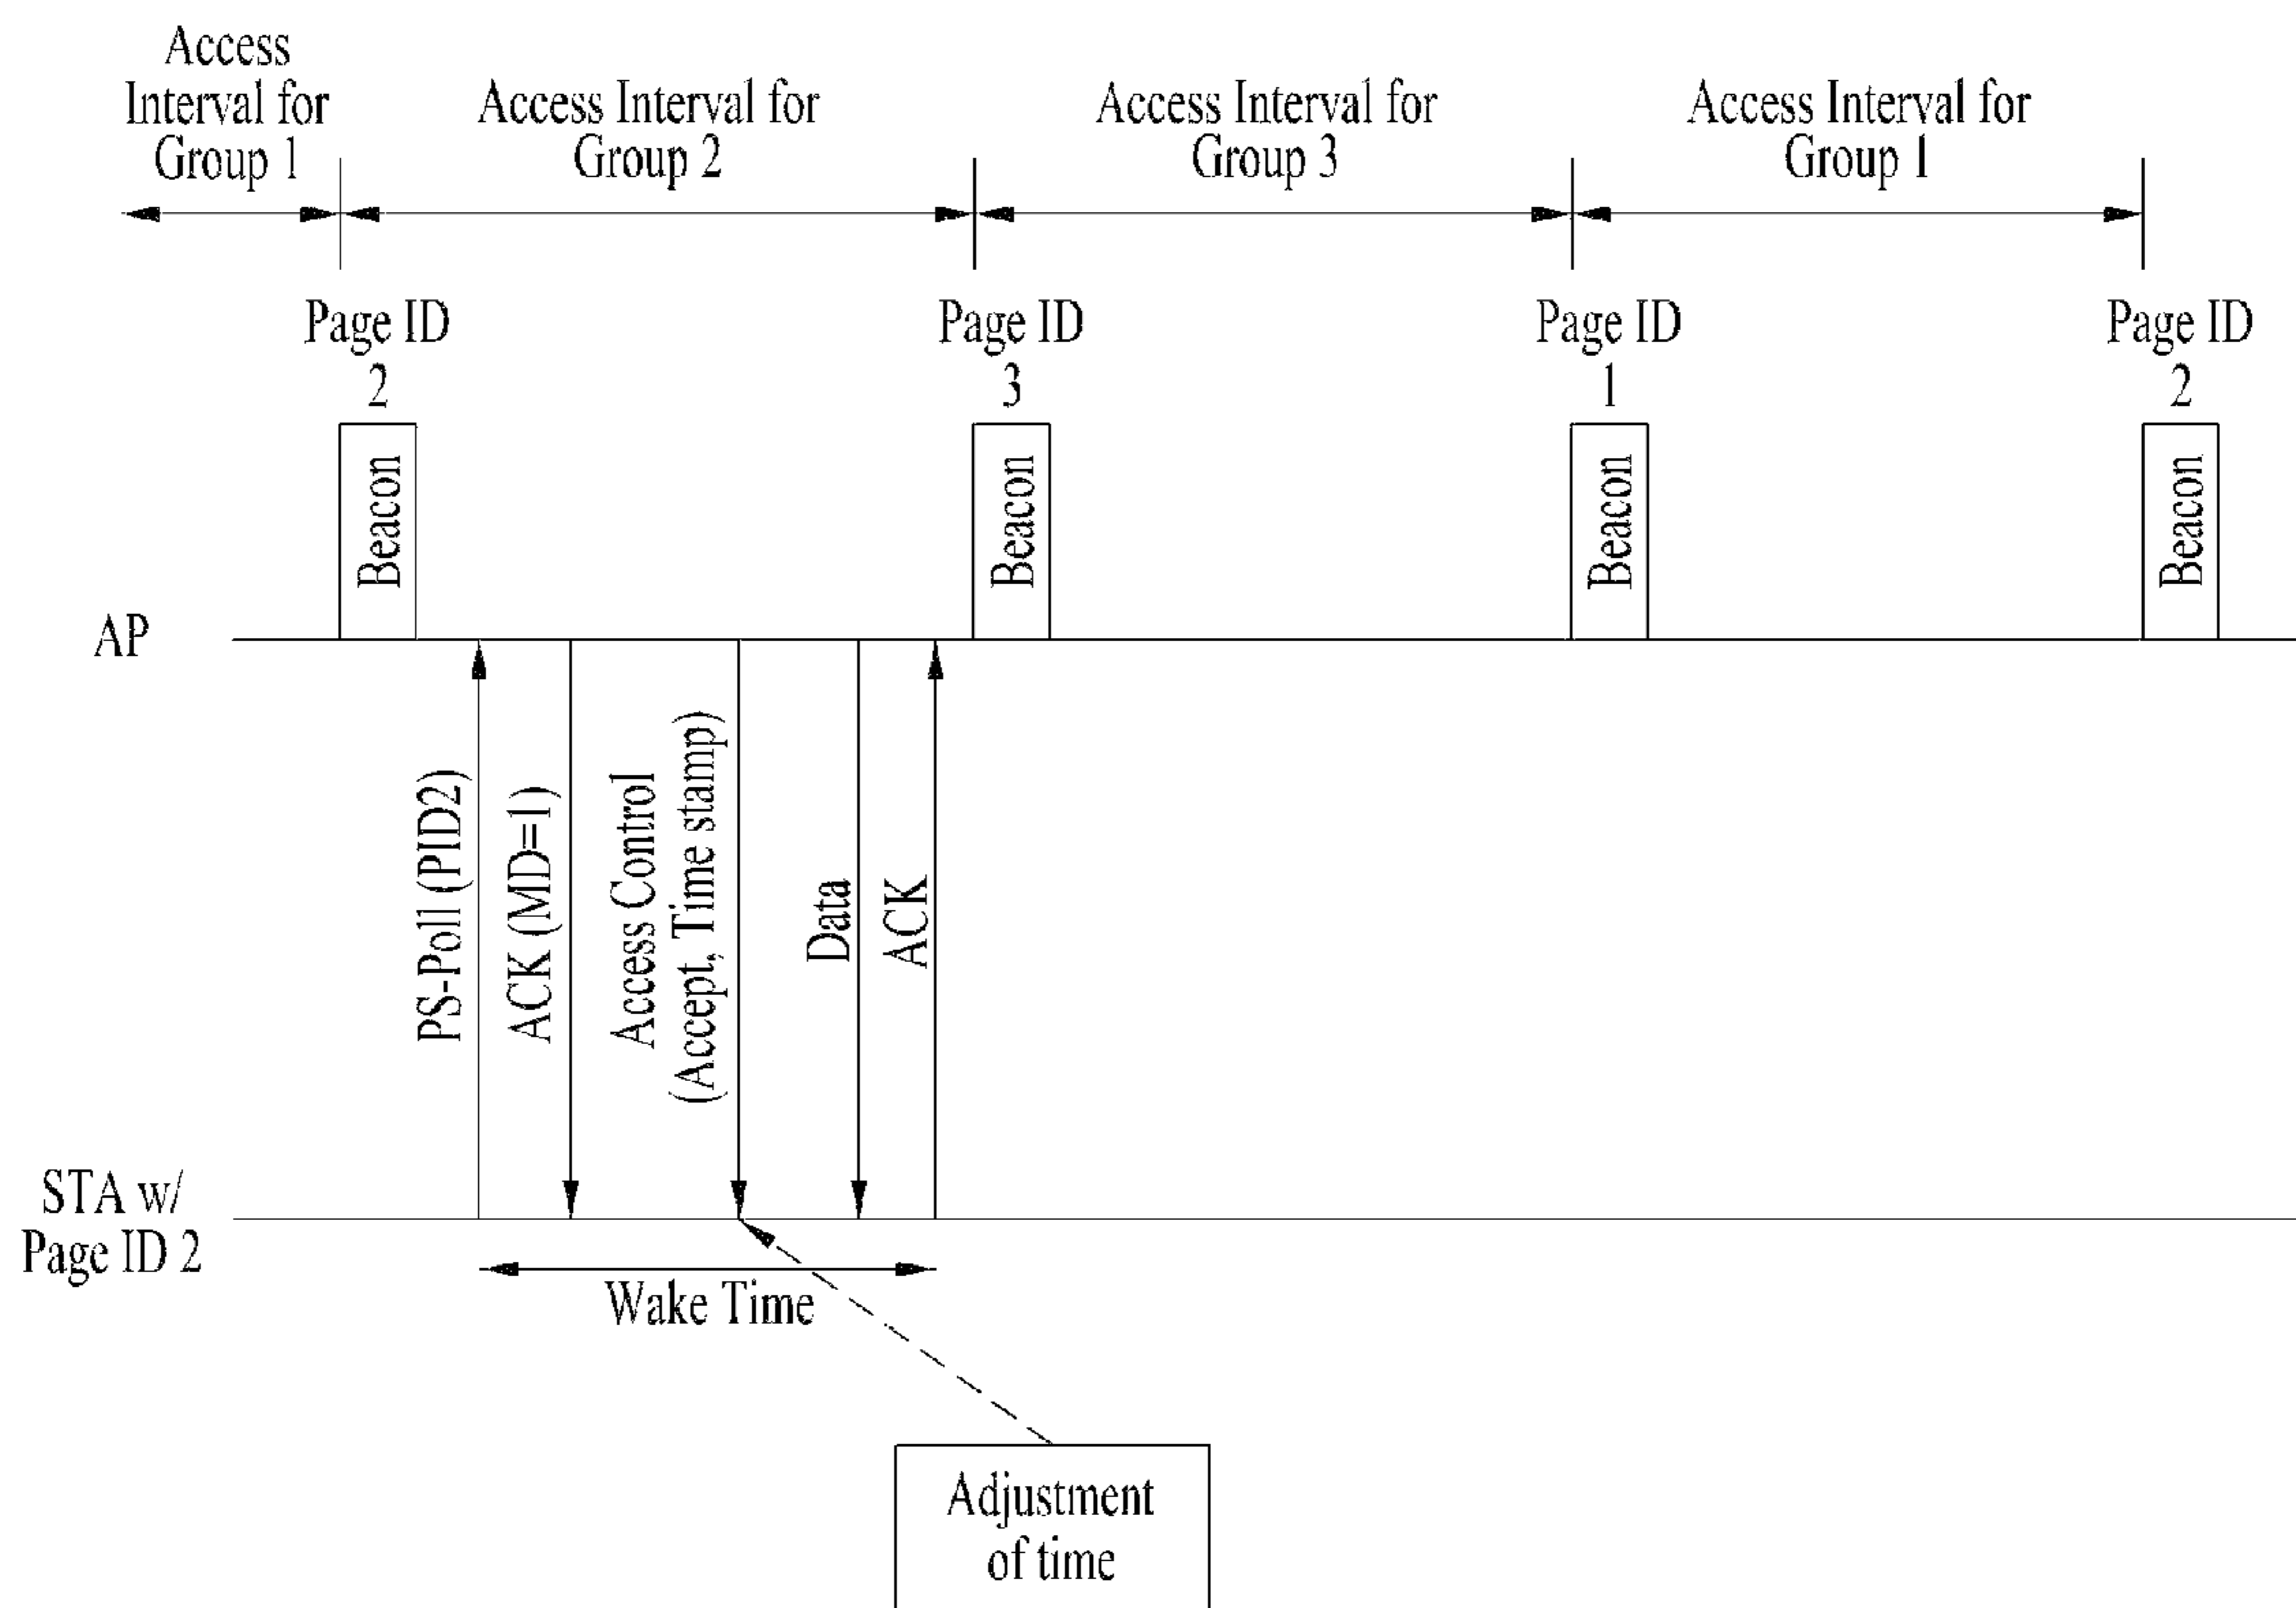 Access
Interval for
Group 1
Access Interval for
Group 2
Access Interval for
Group 3
Access Interval for
Group 1
Page ID
2
Page ID
3
Page ID
1
Page ID
2
Beacon
Beacon
Beacon
Beacon
AP
PS-Poll (PID2)
ACK (MD=1)
Access Control
(Accept, Time stamp)
Data
ACK
STA w/
Page ID 2
Wake Time
Adjustment
of time